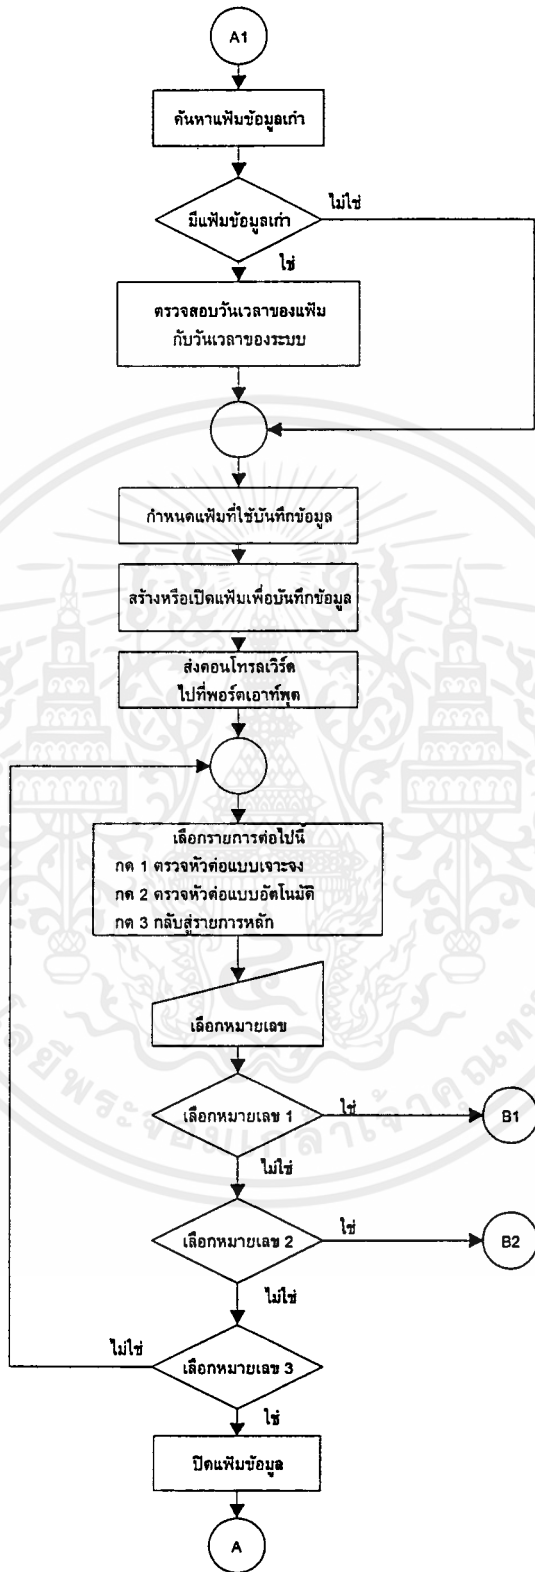 A1
ค้นหาแฟ้มข้อมูลเก่า
มีแฟ้มข้อมูลเก่า
ไม่ใช่
ใช่
ตรวจสอบวันเวลาของแฟ้ม
กับวันเวลาของระบบ
กำหนดแฟ้มที่ใช้บันทึกข้อมูล
สร้างหรือเปิดแฟ้มเพื่อบันทึกข้อมูล
ส่งคอนโทรลเวิร์ด
ไปที่พอร์ตเอาท์พุต
เลือกรายการต่อไปนี้
กด 1 ตรวจหัวต่อแบบเจาะจง
กด 2 ตรวจหัวต่อแบบอัตโนมัติ
กด 3 กลับสู่รายการหลัก
เลือกหมายเลข
เลือกหมายเลข 1
ใช่
B1
ไม่ใช่
เลือกหมายเลข 2
ใช่
B2
ไม่ใช่
ไม่ใช่
เลือกหมายเลข 3
ใช่
ปิดแฟ้มข้อมูล
A